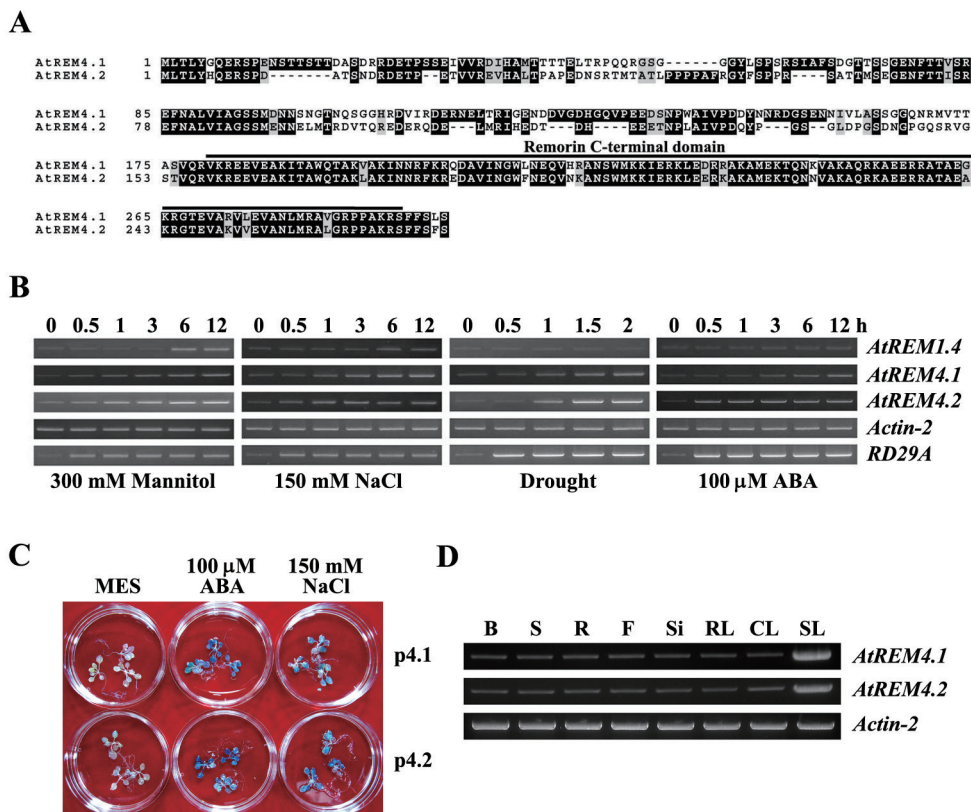 A
AtREM4.1 1 MLTLYGQERSPENSTTSTTDASDRRDETPSSEIVVRDIHAMTTTTELTRPQQRGSG-----GGYLSPSRSIAFSDGTTSSGENFTTVSR
AtREM4.2 1 MLTLYHQERSPD------ATSNDRDETP--ETVVREVHALTPAPEDNSRTMTATLPPPPAFRGYFSP-----SATTMSEGENFTTISR
AtREM4.1 85 EFNALVIAGSSMDNNSNGTNQSGGHRDVIRDERNELTRIGENDDVGDHGQVPEEDSNPWAIVPDDYNNRDGSENNIVLASSGGQNRMVTT
AtREM4.2 78 EFNALVIAGSSMENNELMTRDVTQREDERQDE---LMRIHEDT---DH---EEETNPLAIVPDQYP---GS--GLDPGSDNGPGQSRVG
Remorin C-terminal domain
AtREM4.1 175 ASVQRVKREEVEAKITAWQTAKVAKINNRFKRQDAVINGWLNEQVHRANSWMKKIERKLEDRRAKAMEKTQNKVAKAQRKAEERRATAEG
AtREM4.2 153 STVQRVKREEVEAKITAWQTAKLAKINNRFKREDAVINGWFNEQVNKANSWMKKIERKLEERKAKAMEKTQNNVAKAQRKAEERRATAEA
AtREM4.1 265 KRGTEVARVLEVANLMRAVGRPPAKRSFFSLS
AtREM4.2 243 KRGTEVAKVVEVANLMRALGRPPAKRSFFSFS
B
0 0.5 1 3 6 12 0 0.5 1 3 6 12 0 0.5 1 1.5 2 0 0.5 1 3 6 12 h
AtREM1.4
AtREM4.1
AtREM4.2
Actin-2
RD29A
300 mM Mannitol 150 mM NaCl Drought 100 μM ABA
C
MES 100 μM ABA 150 mM NaCl
p4.1
p4.2
D
B S R F Si RL CL SL
AtREM4.1
AtREM4.2
Actin-2